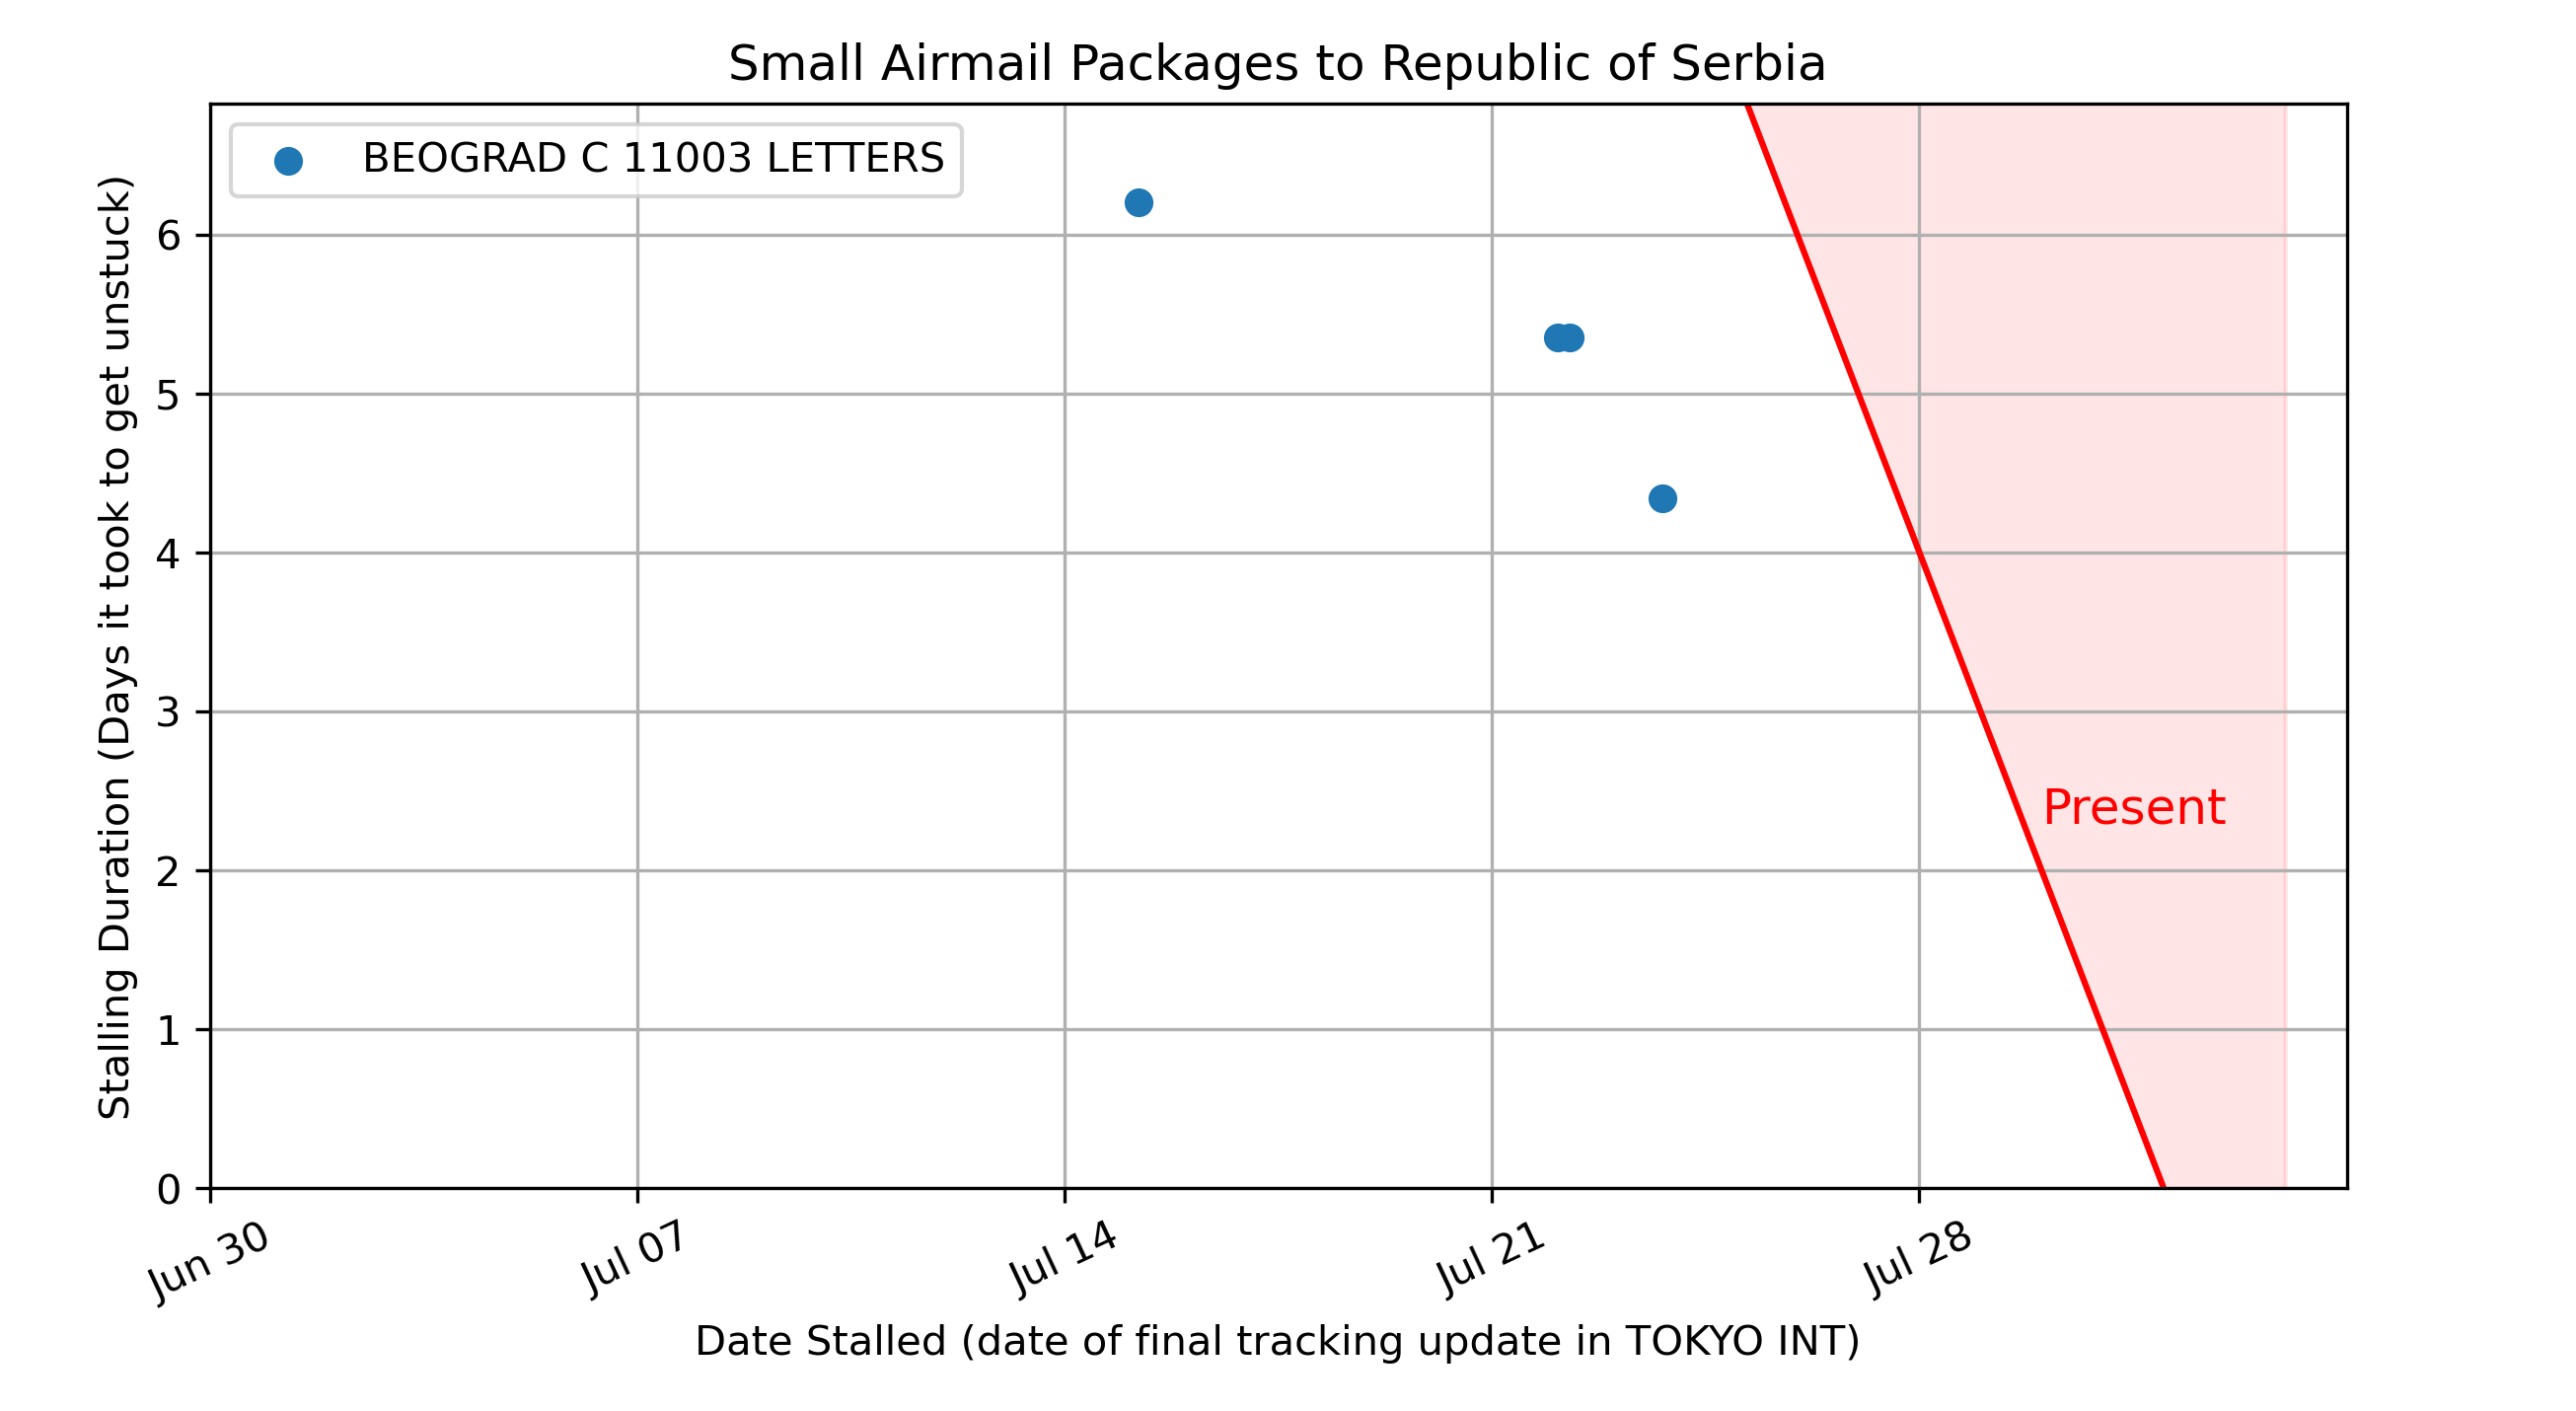 Small Airmail Packages to Republic of Serbia
BEOGRAD C 11003 LETTERS
Stalling Duration (Days it took to get unstuck)
6
5
4
3
2
1
0
Present
Jun 30
Jul 07
Jul 14
Jul 21
Jul 28
Date Stalled (date of final tracking update in TOKYO INT)